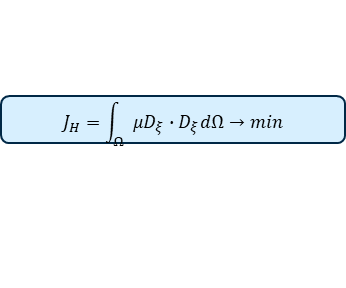 J_H = ∫_Ω μD_ξ · D_ξ dΩ → min